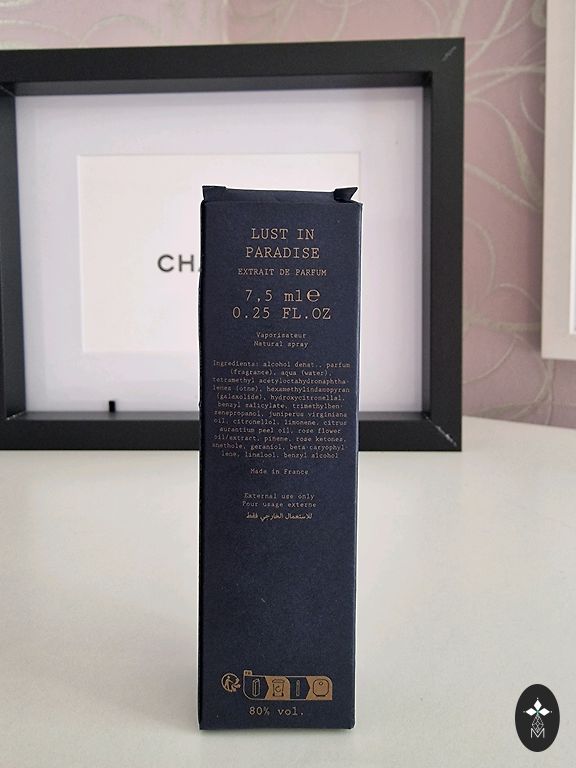 CHA
LUST IN
PARADISE
EXTRAIT DE PARFUM
7,5 ml℮
0.25 FL.OZ
Vaporisateur
Natural spray
Ingredients: alcohol denat., parfum
(fragrance), aqua (water),
tetramethyl acetyloctahydronaphtha-
lenes (otne), hexamethylindanopyran
(galaxolide), hydroxycitronellal,
benzyl salicylate, trimethylben-
zenepropanol, juniperus virginiana
oil, citronellol, limonene, citrus
aurantium peel oil, rose flower
oil/extract, pinene, rose ketones,
anethole, geraniol, beta-caryophyl-
lene, linalool, benzyl alcohol
Made in France
External use only
Pour usage externe
للاستعمال الخارجي فقط
FR
80% vol.
M